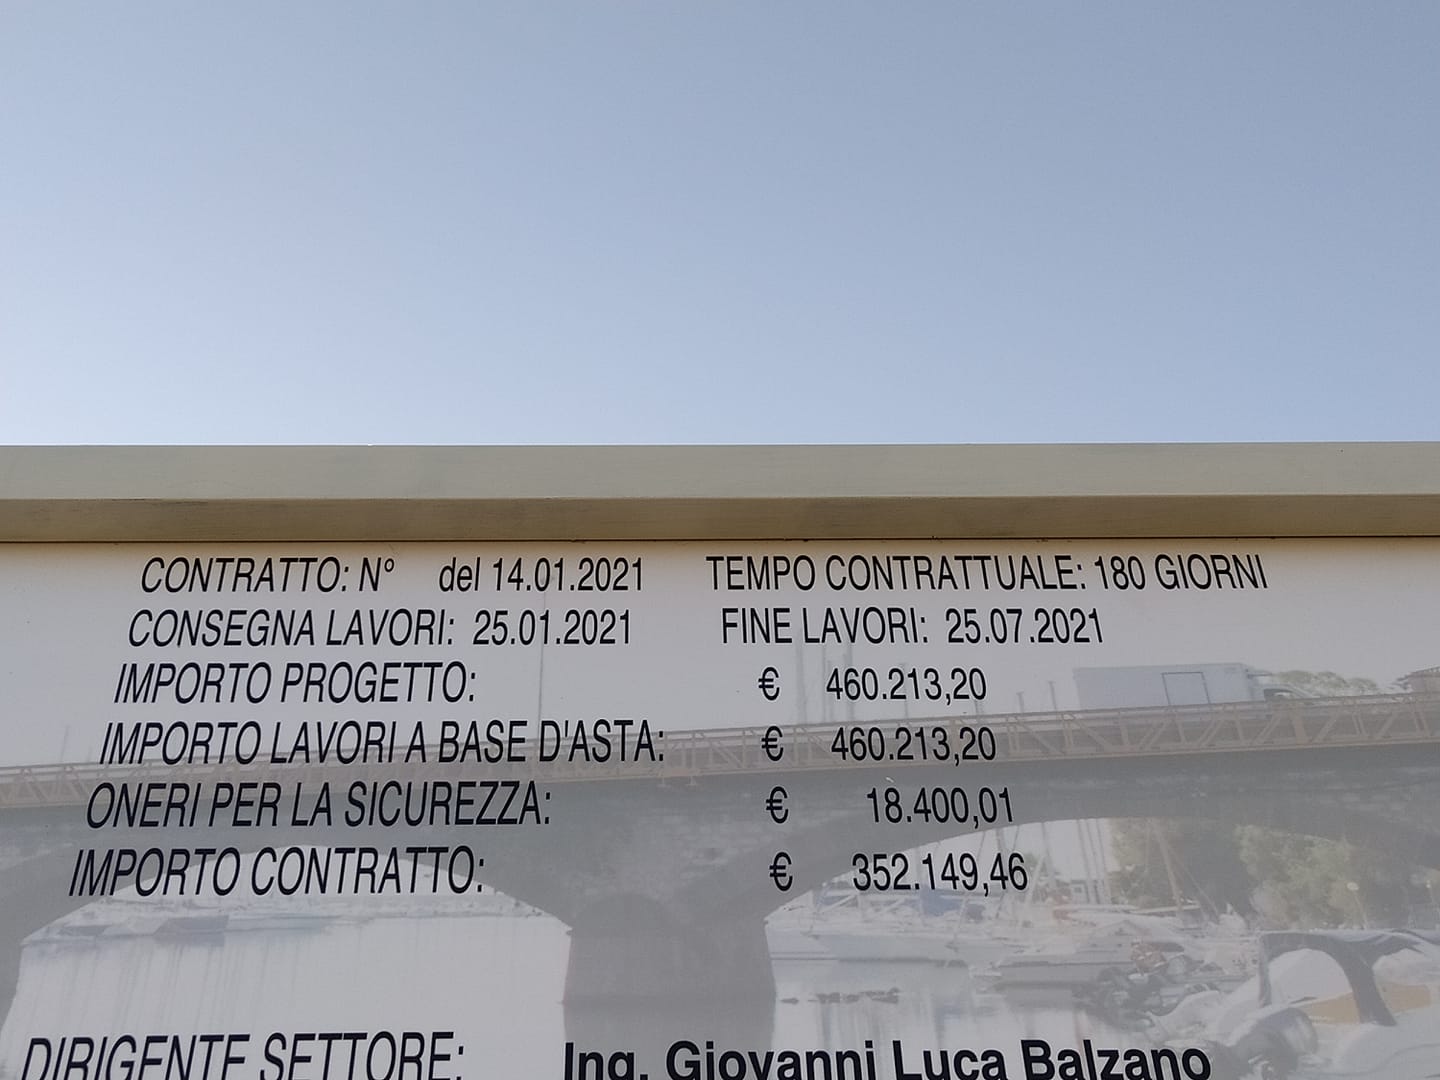 CONTRATTO: N° del 14.01.2021 TEMPO CONTRATTUALE: 180 GIORNI
CONSEGNA LAVORI: 25.01.2021 FINE LAVORI: 25.07.2021
IMPORTO PROGETTO: € 460.213,20
IMPORTO LAVORI A BASE D'ASTA: € 460.213,20
ONERI PER LA SICUREZZA: € 18.400,01
IMPORTO CONTRATTO: € 352.149,46
DIRIGENTE SETTORE: Ing. Giovanni Luca Balzano